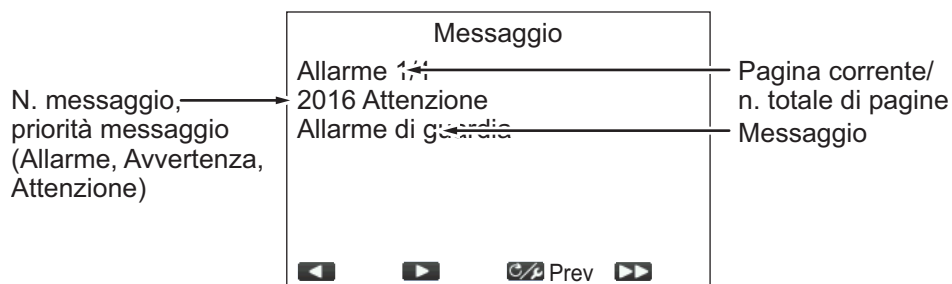 Messaggio
Allarme 1/1
2016 Attenzione
Allarme di guardia
Prev
N. messaggio,
priorità messaggio
(Allarme, Avvertenza,
Attenzione)
Pagina corrente/
n. totale di pagine
Messaggio